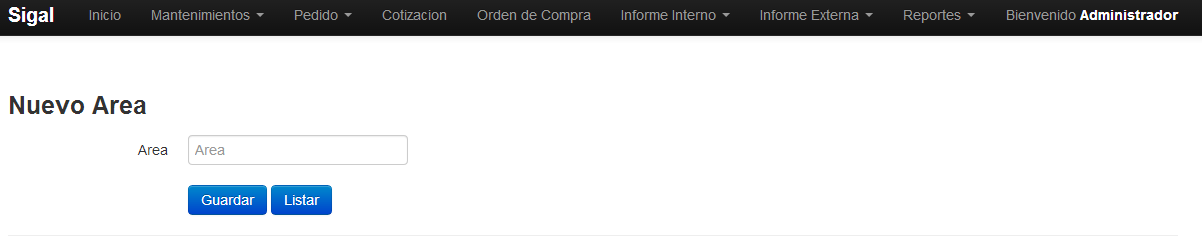 Sigal Inicio Mantenimientos Pedido Cotizacion Orden de Compra Informe Interno Informe Externa Reportes Bienvenido Administrador
Nuevo Area
Area Area
Guardar Listar